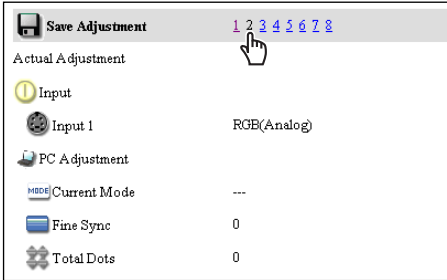 Save Adjustment 1 2 3 4 5 6 7 8
Actual Adjustment
Input
Input 1 RGB(Analog)
PC Adjustment
MODE Current Mode ---
Fine Sync 0
Total Dots 0